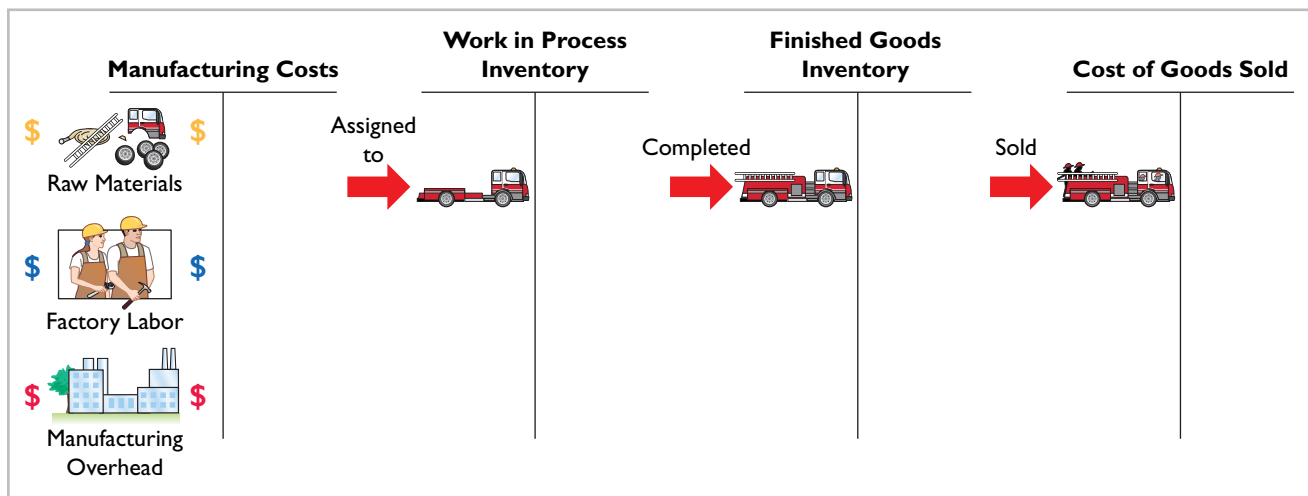 Manufacturing Costs
Work in Process
Inventory
Finished Goods
Inventory
Cost of Goods Sold
$ $
Raw Materials
$ $
Factory Labor
$ $
Manufacturing
Overhead
Assigned
to
Completed
Sold